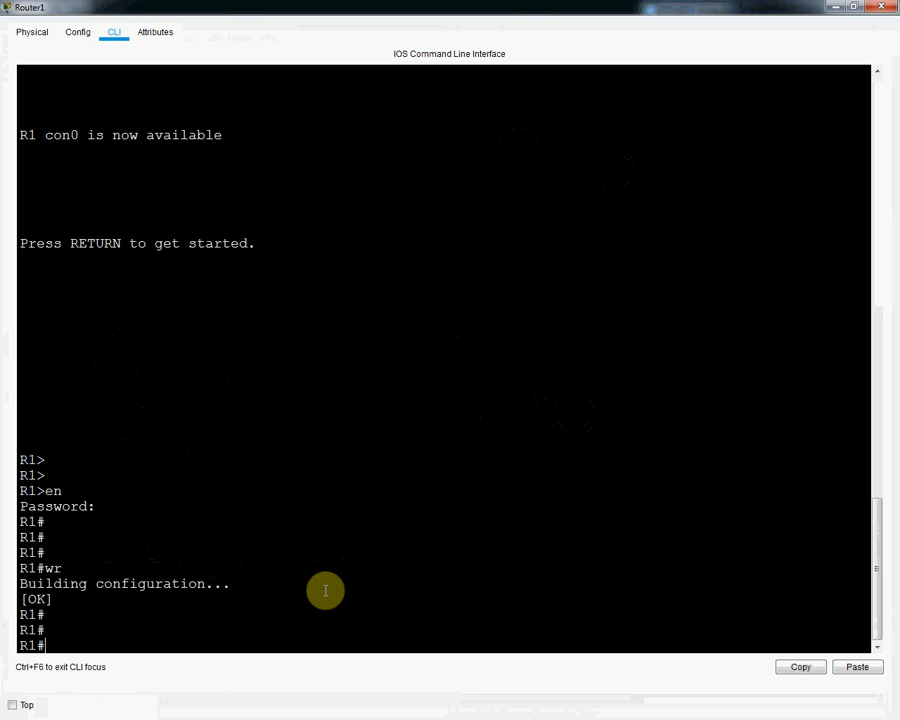 Router1
Physical Config CLI Attributes
IOS Command Line Interface
R1 con0 is now available
Press RETURN to get started.
R1>
R1>
R1>en
Password:
R1#
R1#
R1#
R1#wr
Building configuration...
[OK]
R1#
R1#
R1#
Ctrl+F6 to exit CLI focus
Copy Paste
Top